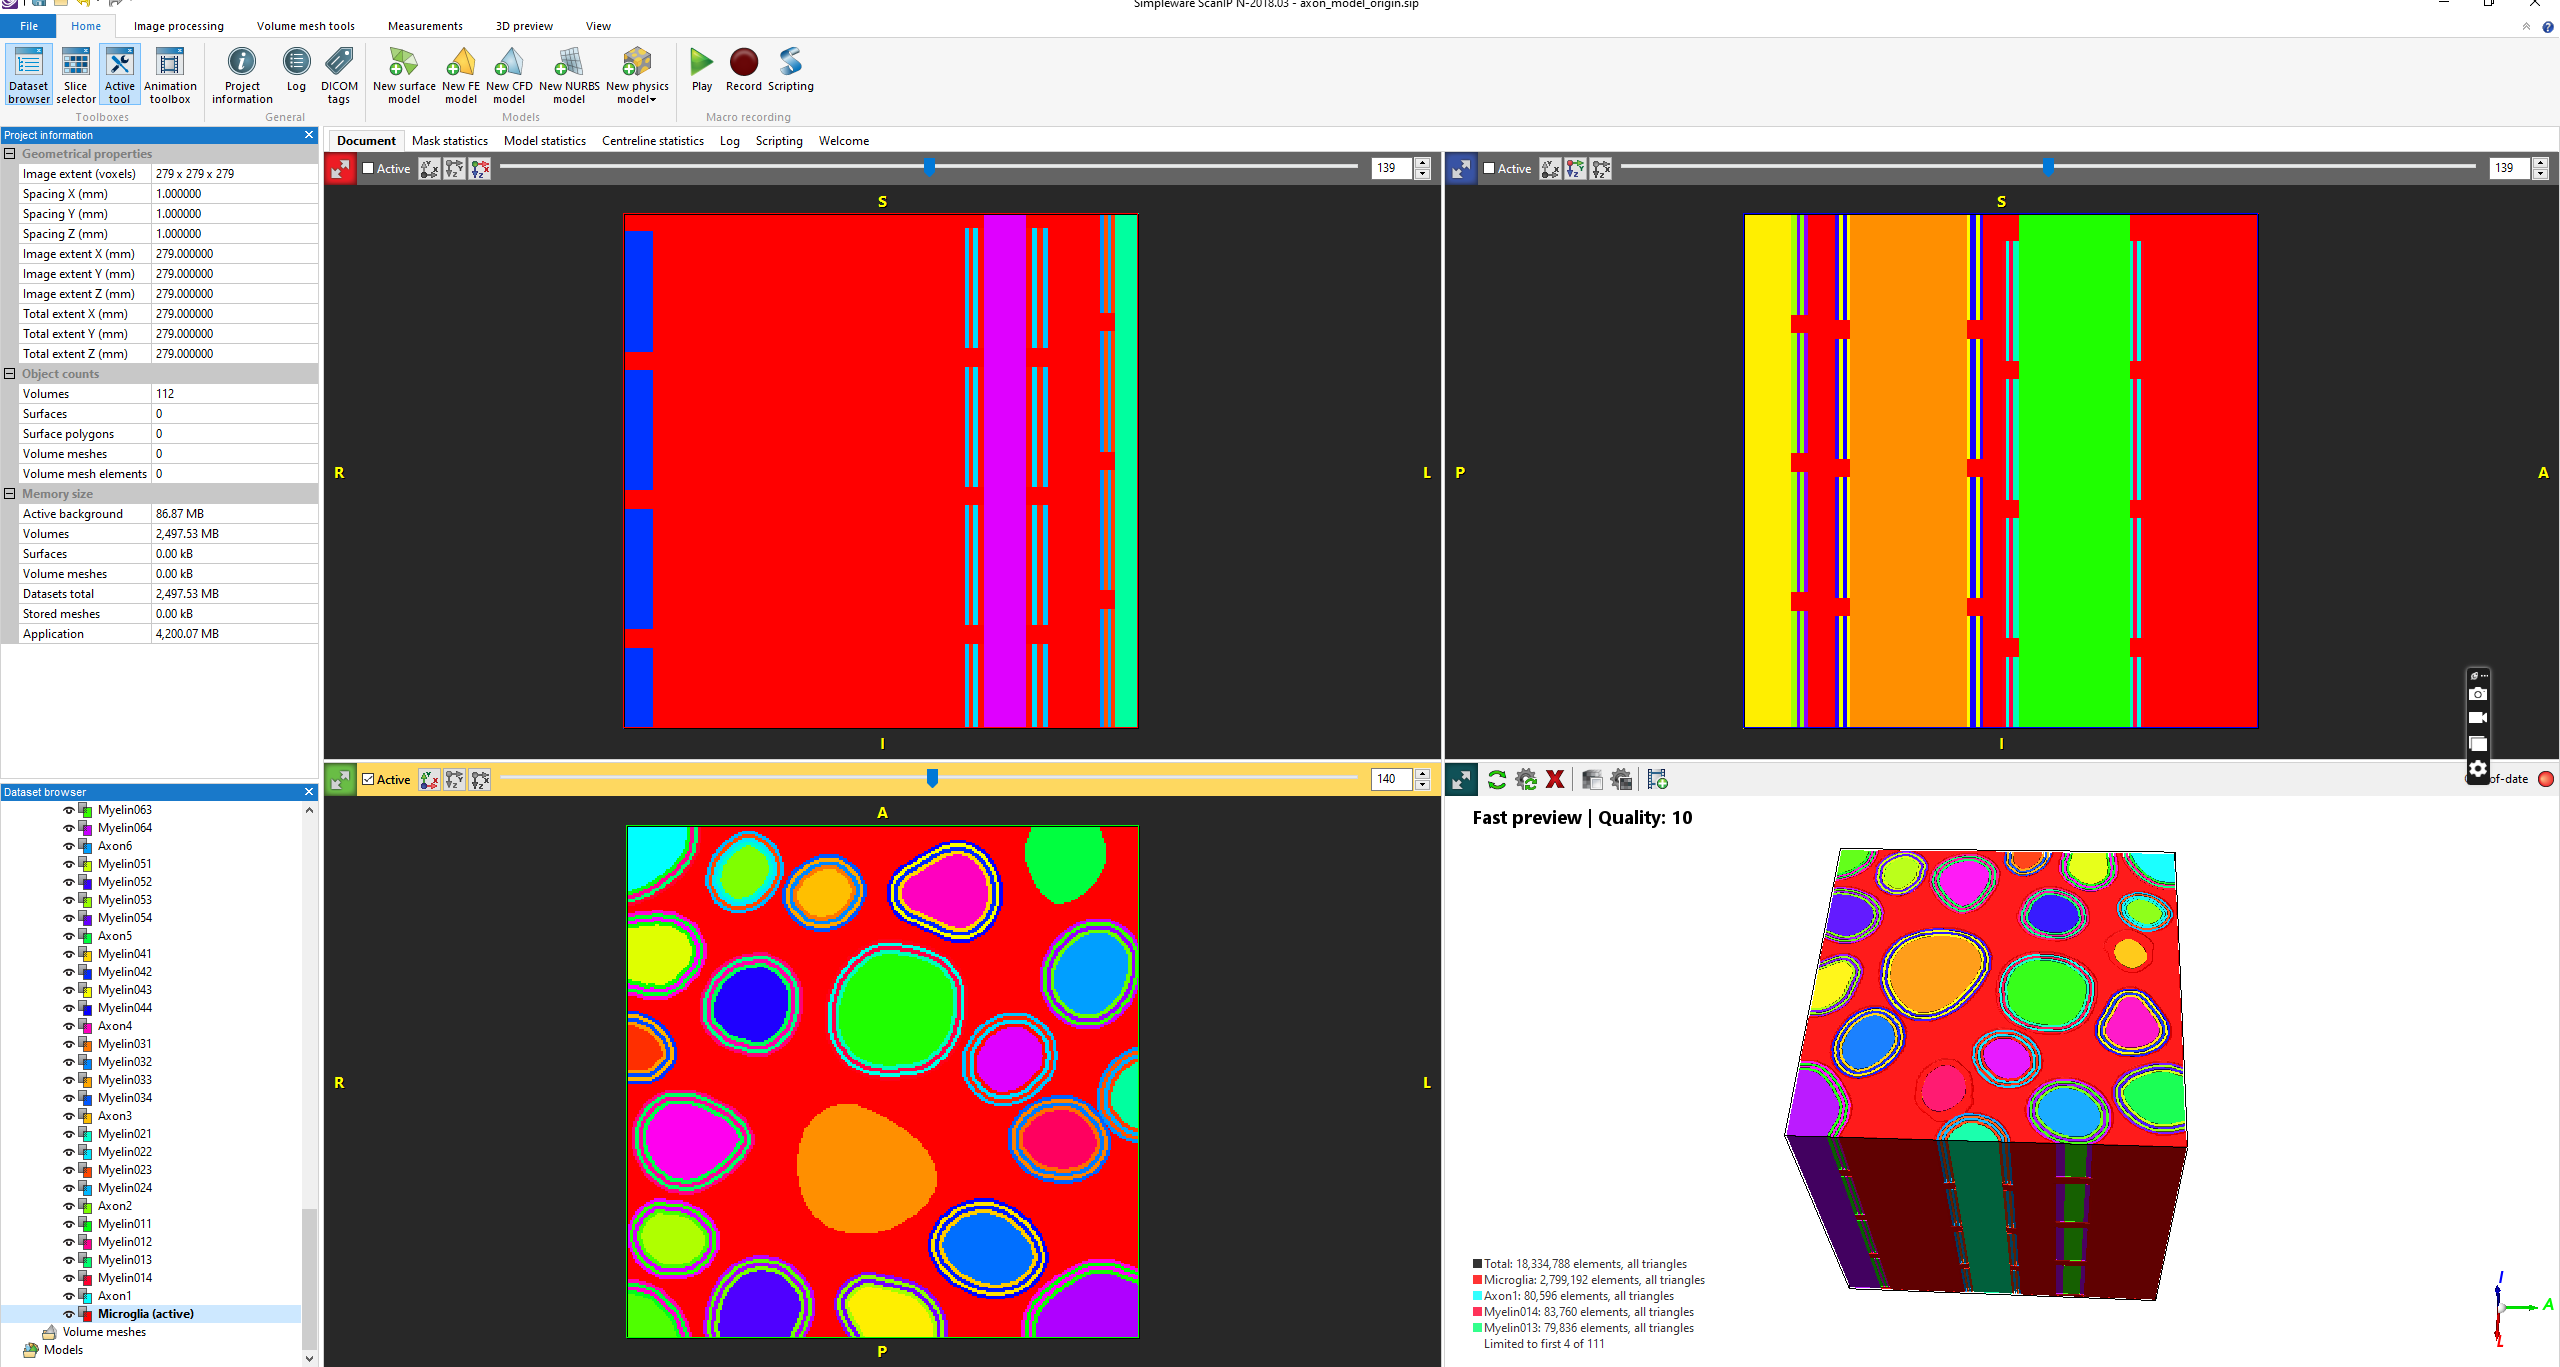 Simpleware ScanIP N-2018.03 - axon_model_origin.sip
File Home Image processing Volume mesh tools Measurements 3D preview View
Dataset browser
Slice selector
Active tool
Animation toolbox
Project information
Log
DICOM tags
New surface model
New FE model
New CFD model
New NURBS model
New physics model
Play
Record
Scripting
Toolboxes General Models Macro recording
Project information
Geometrical properties
Image extent (voxels) 279 x 279 x 279
Spacing X (mm) 1.000000
Spacing Y (mm) 1.000000
Spacing Z (mm) 1.000000
Image extent X (mm) 279.000000
Image extent Y (mm) 279.000000
Image extent Z (mm) 279.000000
Total extent X (mm) 279.000000
Total extent Y (mm) 279.000000
Total extent Z (mm) 279.000000
Object counts
Volumes 112
Surfaces 0
Surface polygons 0
Volume meshes 0
Volume mesh elements 0
Memory size
Active background 86.87 MB
Volumes 2,497.53 MB
Surfaces 0.00 kB
Volume meshes 0.00 kB
Datasets total 2,497.53 MB
Stored meshes 0.00 kB
Application 4,200.07 MB
Dataset browser
Myelin063
Myelin064
Axon6
Myelin051
Myelin052
Myelin053
Myelin054
Axon5
Myelin041
Myelin042
Myelin043
Myelin044
Axon4
Myelin031
Myelin032
Myelin033
Myelin034
Axon3
Myelin021
Myelin022
Myelin023
Myelin024
Axon2
Myelin011
Myelin012
Myelin013
Myelin014
Axon1
Microglia (active)
Volume meshes
Models
Document Mask statistics Model statistics Centreline statistics Log Scripting Welcome
Active 139
S
R L
I
Active 139
S
P A
I
Active 140
A
R L
P
of-date
Fast preview | Quality: 10
Total: 18,334,788 elements, all triangles
Microglia: 2,799,192 elements, all triangles
Axon1: 80,596 elements, all triangles
Myelin014: 83,760 elements, all triangles
Myelin013: 79,836 elements, all triangles
Limited to first 4 of 111
I
A
L